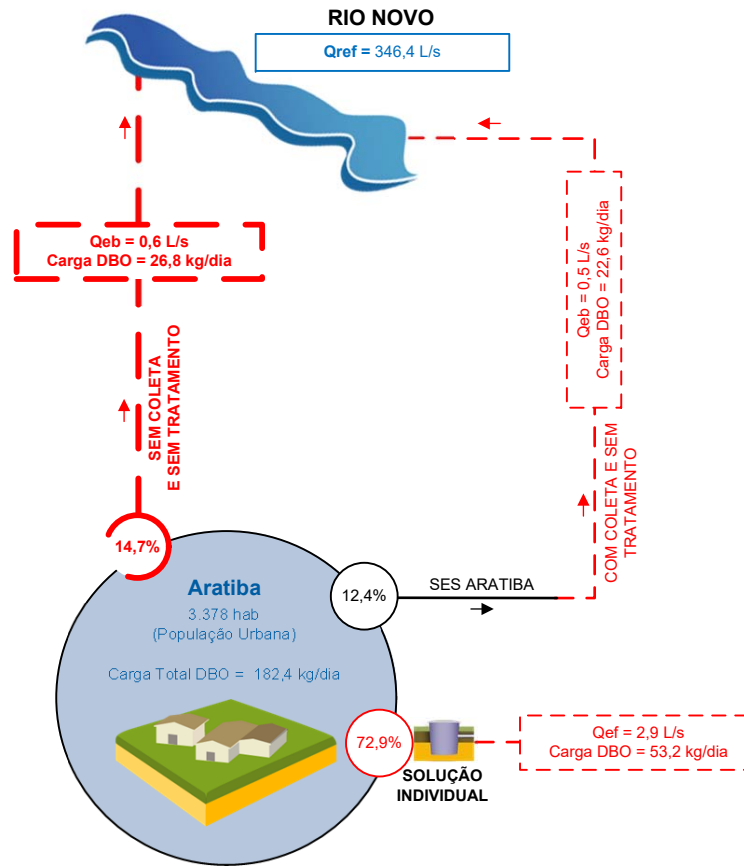 RIO NOVO
Qref = 346,4 L/s
Qeb = 0,6 L/s
Carga DBO = 26,8 kg/dia
Qeb = 0,5 L/s
Carga DBO = 22,6 kg/dia
SEM COLETA
E SEM TRATAMENTO
COM COLETA E SEM
TRATAMENTO
14,7%
Aratiba
3.378 hab
(População Urbana)
Carga Total DBO = 182,4 kg/dia
12,4%
SES ARATIBA
72,9%
SOLUÇÃO
INDIVIDUAL
Qef = 2,9 L/s
Carga DBO = 53,2 kg/dia